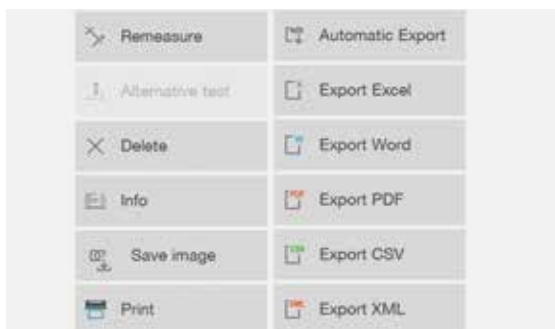 Remeasure
Alternative test
Delete
Info
Save image
Print
Automatic Export
Export Excel
Export Word
Export PDF
Export CSV
Export XML